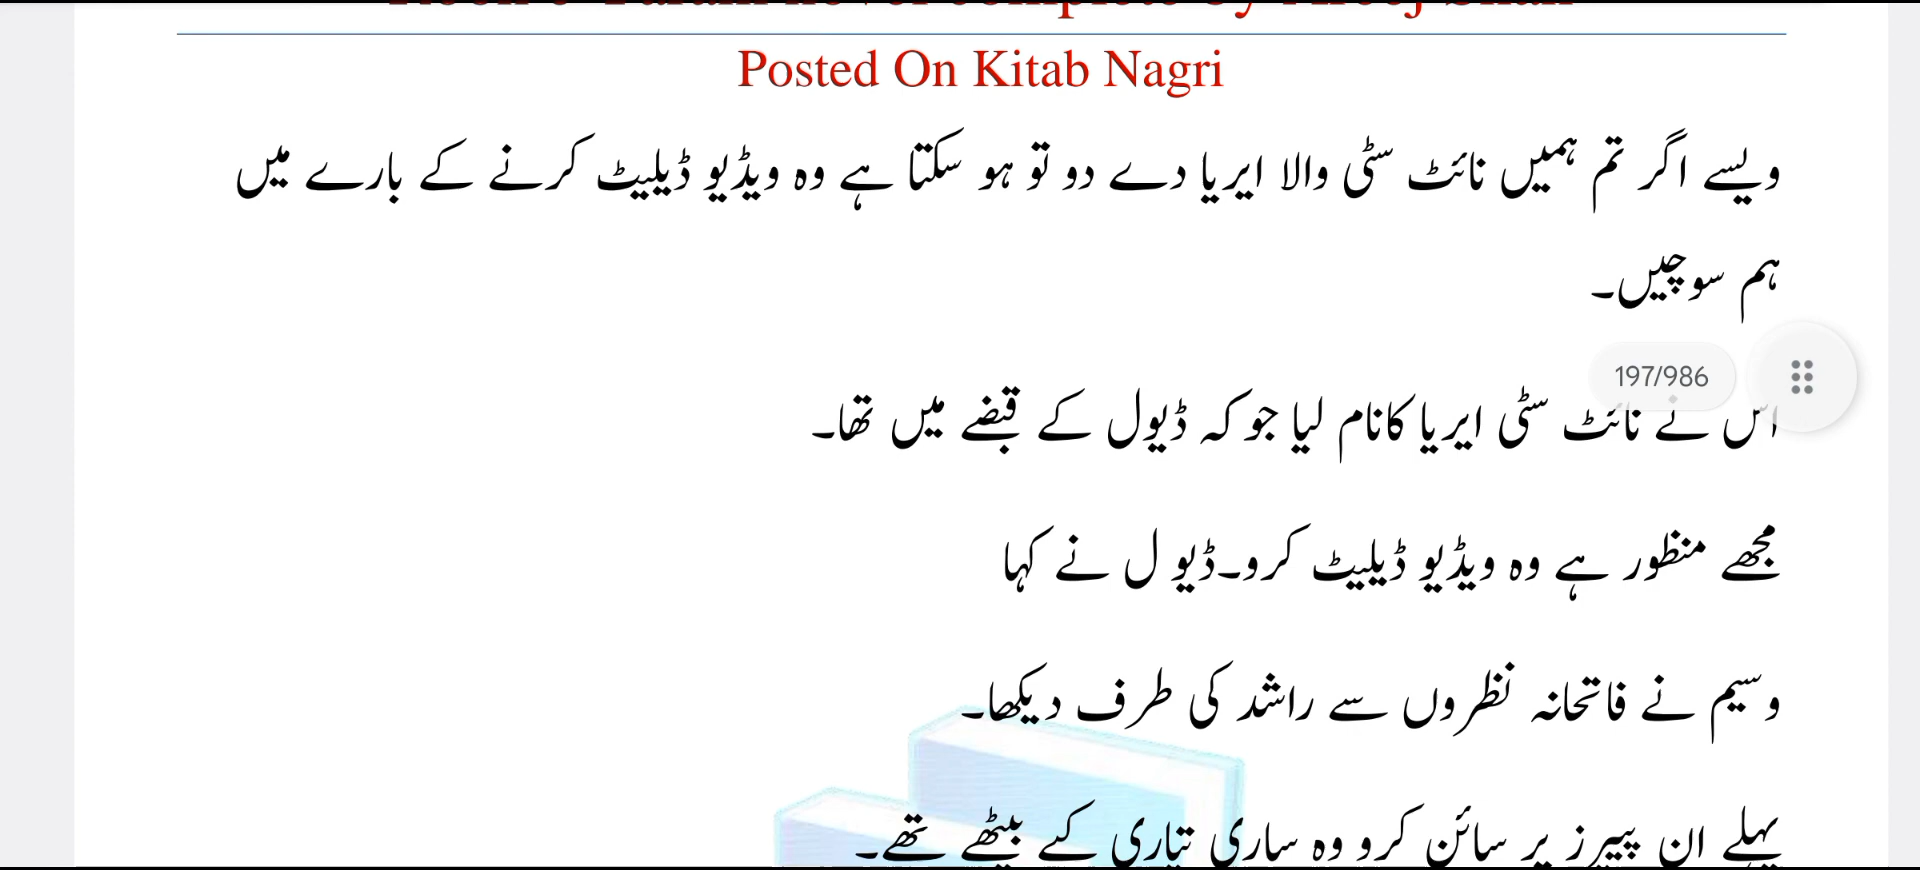 Posted On Kitab Nagri
ویسے اگر تم ہمیں نائٹ سٹی والا ایریا دے دو تو ہو سکتا ہے وہ ویڈیو ڈیلیٹ کرنے کے بارے میں
ہم سوچیں۔
197/986
اس نے نائٹ سٹی ایریا کا نام لیا جو کہ ڈیول کے قبضے میں تھا۔
مجھے منظور ہے وہ ویڈیو ڈیلیٹ کرو۔ڈیو ل نے کہا
وسیم نے فاتحانہ نظروں سے راشد کی طرف دیکھا۔
پہلے ان پیپرز پر سائن کرو وہ ساری تیاری کیے بیٹھے تھے۔